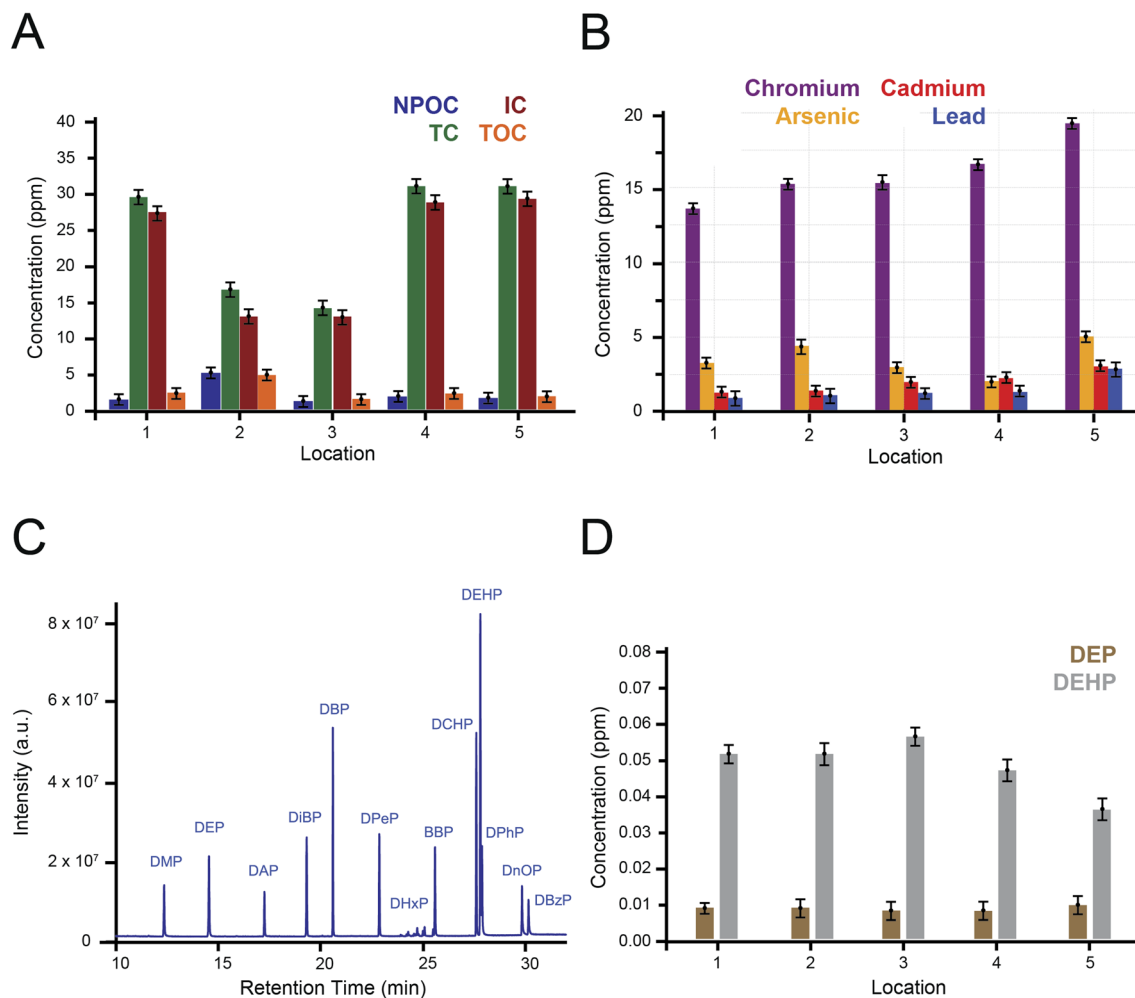 A
NPOC IC
TC TOC
Concentration (ppm)
40
35
30
25
20
15
10
5
0
1 2 3 4 5
Location
B
Chromium Cadmium
Arsenic Lead
Concentration (ppm)
20
15
10
5
0
1 2 3 4 5
Location
C
Intensity (a.u.)
8 x 10⁷
6 x 10⁷
4 x 10⁷
2 x 10⁷
0
DMP
DEP
DAP
DiBP
DBP
DPeP
DHxP
BBP
DCHP
DEHP
DPhP
DnOP
DBzP
10 15 20 25 30
Retention Time (min)
D
DEP
DEHP
Concentration (ppm)
0.08
0.07
0.06
0.05
0.04
0.03
0.02
0.01
0.00
1 2 3 4 5
Location